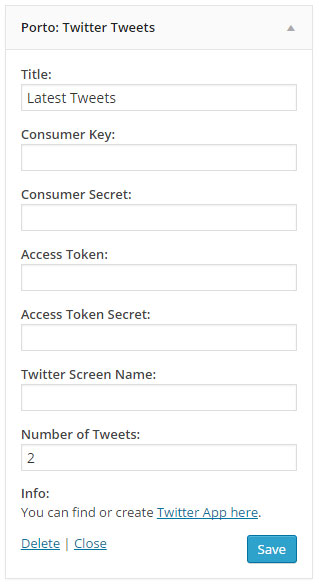 Porto: Twitter Tweets
Title:
Latest Tweets
Consumer Key:
Consumer Secret:
Access Token:
Access Token Secret:
Twitter Screen Name:
Number of Tweets:
2
Info:
You can find or create Twitter App here.
Delete | Close
Save